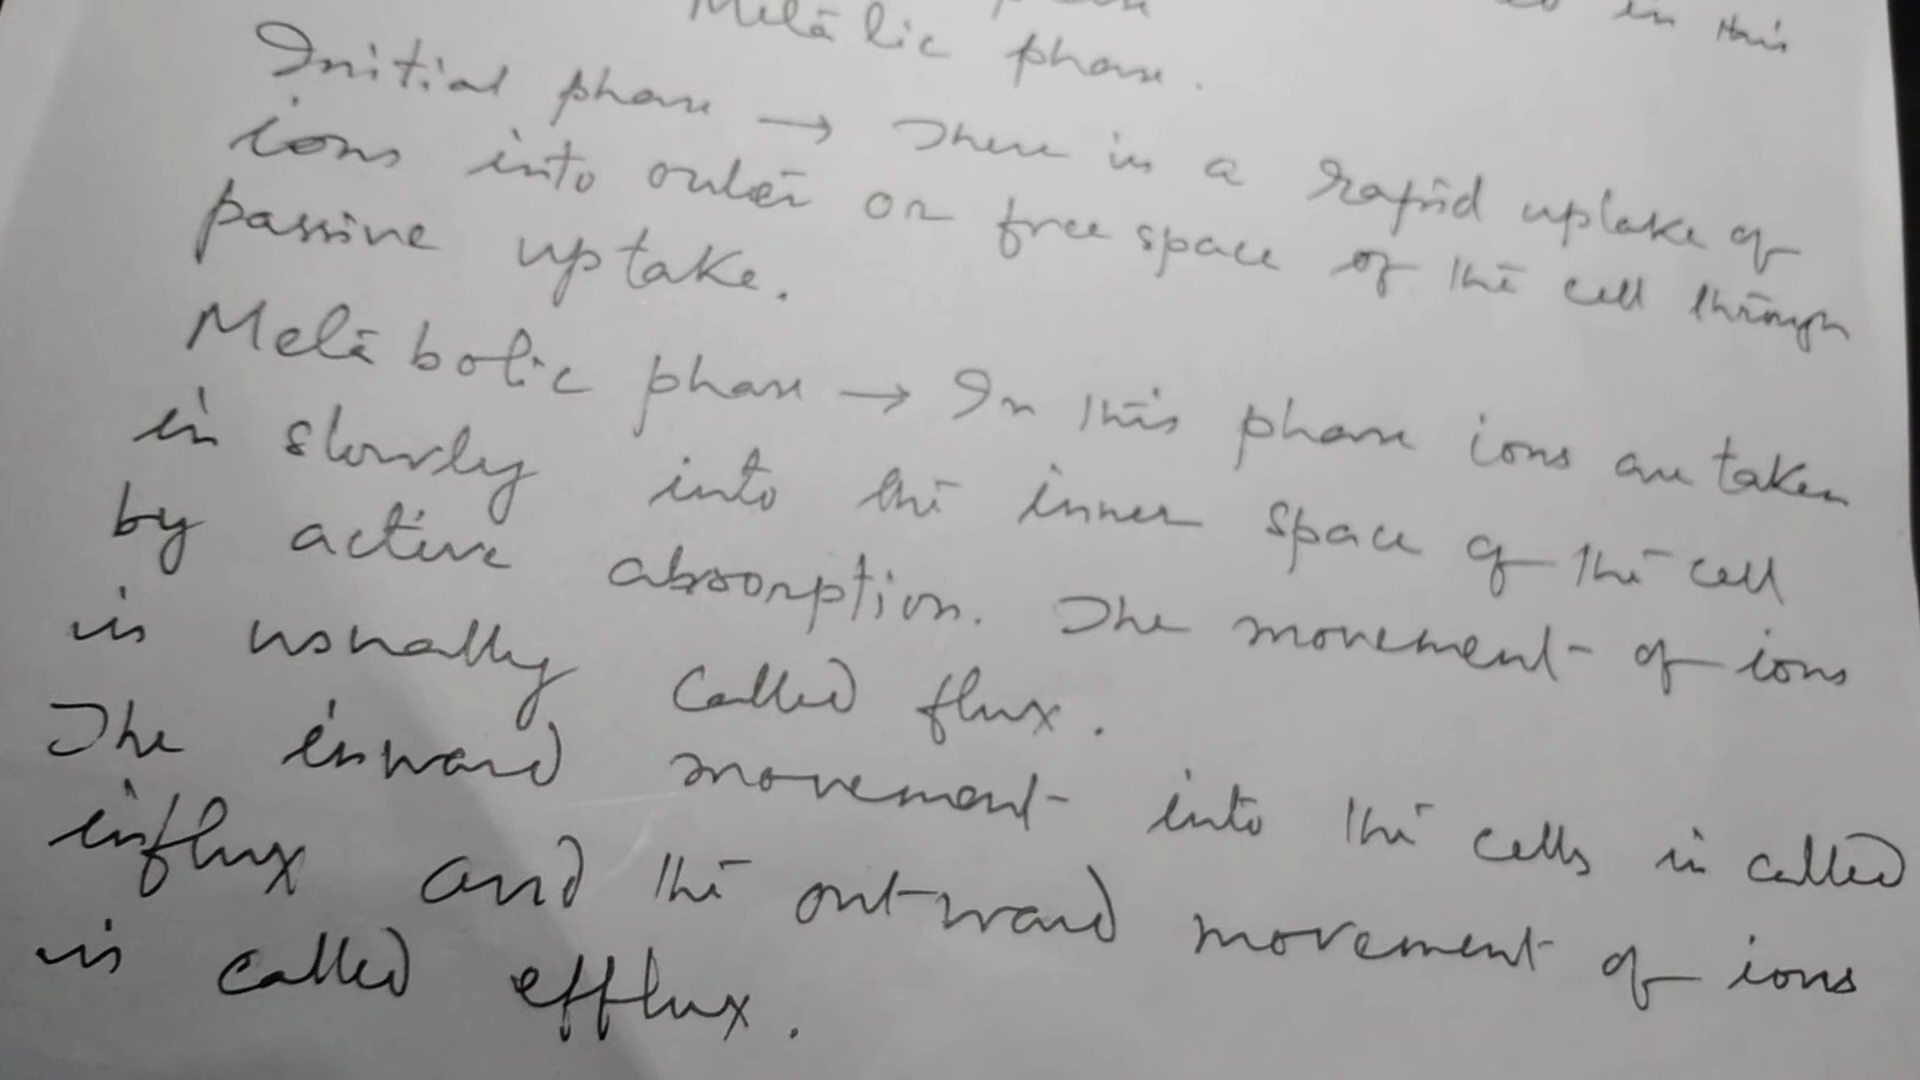 in this
Metalic phase.
Initial phase → There is a rapid uptake of
ions into outer or free space of the cell through
passive uptake.
Metabolic phase → In this phase ions are taken
in slowly into the inner space of the cell
by active absorption. The movement of ions
is usually called flux.
The inward movement into the cells is called
influx and the outward movement of ions
is called efflux.